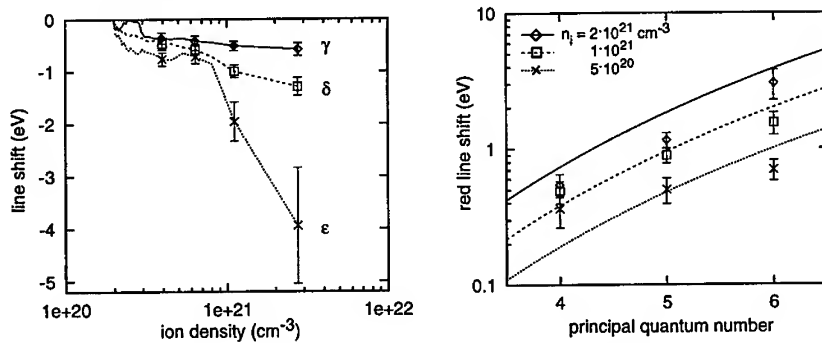 0
-1
-2
-3
-4
-5
line shift (eV)
1e+20
1e+21
1e+22
ion density (cm⁻³)
γ
δ
ε
10
1
0.1
red line shift (eV)
nᵢ = 2·10²¹ cm⁻³
1·10²¹
5·10²⁰
4
5
6
principal quantum number